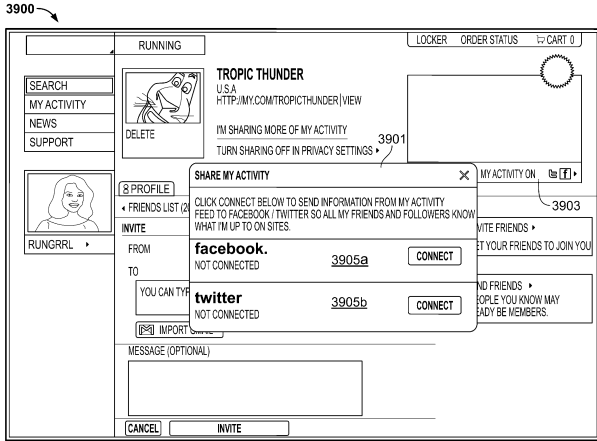 3900
RUNNING
LOCKER ORDER STATUS CART 0
SEARCH
MY ACTIVITY
NEWS
SUPPORT
DELETE
TROPIC THUNDER
U.S.A
HTTP://MY.COM/TROPICTHUNDER|VIEW
I'M SHARING MORE OF MY ACTIVITY
TURN SHARING OFF IN PRIVACY SETTINGS
3901
MY ACTIVITY ON f
3903
RUNGRRL
8 PROFILE
FRIENDS LIST (20
INVITE
FROM
TO
YOU CAN TYP
IMPORT GMAIL
MESSAGE (OPTIONAL)
CANCEL INVITE
SHARE MY ACTIVITY
CLICK CONNECT BELOW TO SEND INFORMATION FROM MY ACTIVITY
FEED TO FACEBOOK / TWITTER SO ALL MY FRIENDS AND FOLLOWERS KNOW
WHAT I'M UP TO ON SITES.
facebook.
NOT CONNECTED
3905a
CONNECT
twitter
NOT CONNECTED
3905b
CONNECT
VITE FRIENDS
ET YOUR FRIENDS TO JOIN YOU
ND FRIENDS
EOPLE YOU KNOW MAY
EADY BE MEMBERS.